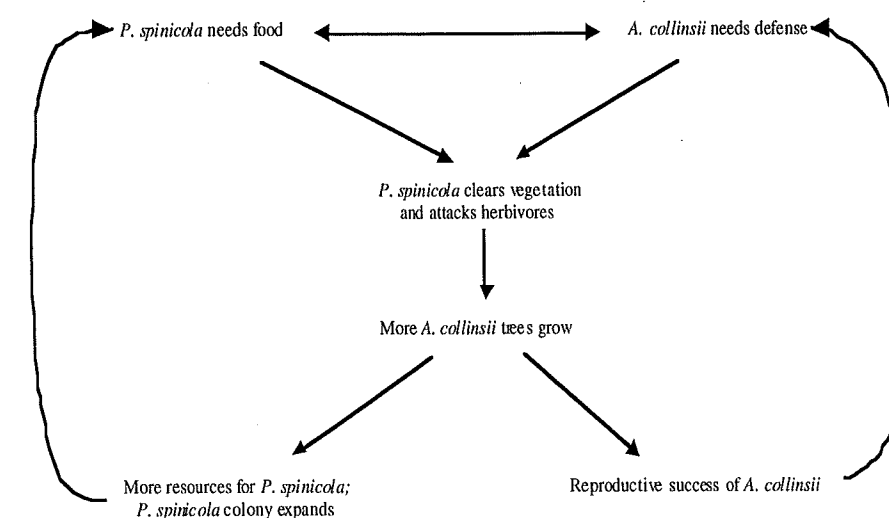 P. spinicola needs food
A. collinsii needs defense
P. spinicola clears vegetation
and attacks herbivores
More A. collinsii trees grow
More resources for P. spinicola;
P. spinicola colony expands
Reproductive success of A. collinsii